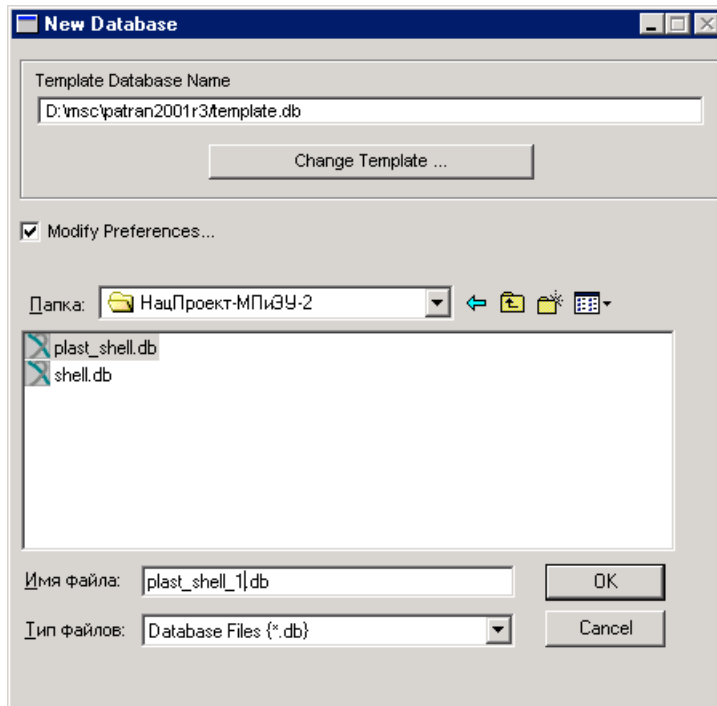 New Database
Template Database Name
D:\msc\patran2001r3/template.db
Change Template ...
Modify Preferences...
Папка: НацПроект-МПиЭУ-2
plast_shell.db
shell.db
Имя файла: plast_shell_1.db OK
Тип файлов: Database Files {*.db} Cancel